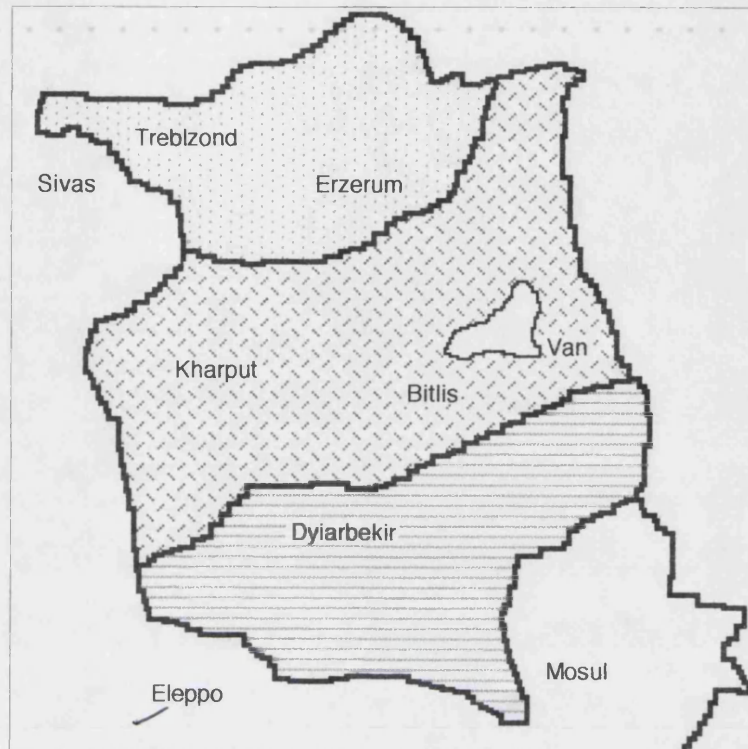 Treblzond
Sivas
Erzerum
Van
Kharput
Bitlis
Dyiarbekir
Mosul
Eleppo